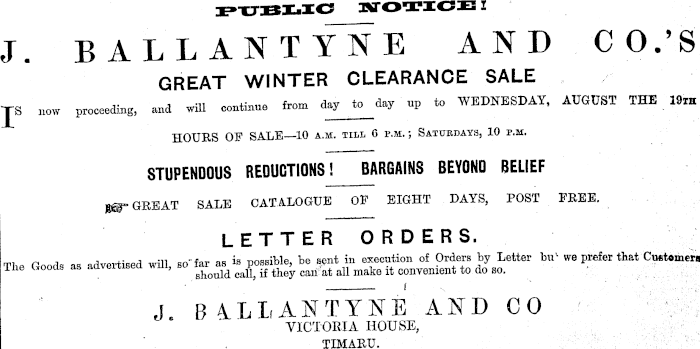 PUBLIC NOTICE!
J. BALLANTYNE AND CO.'S
GREAT WINTER CLEARANCE SALE
IS now proceeding, and will continue from day to day up to WEDNESDAY, AUGUST THE 19TH
HOURS OF SALE—10 A.M. TILL 6 P.M.; SATURDAYS, 10 P.M.
STUPENDOUS REDUCTIONS! BARGAINS BEYOND BELIEF
☞ GREAT SALE CATALOGUE OF EIGHT DAYS, POST FREE.
LETTER ORDERS.
The Goods as advertised will, so far as is possible, be sent in execution of Orders by Letter bu' we prefer that Customers
should call, if they can at all make it convenient to do so.
J. BALLANTYNE AND CO
VICTORIA HOUSE,
TIMARU.